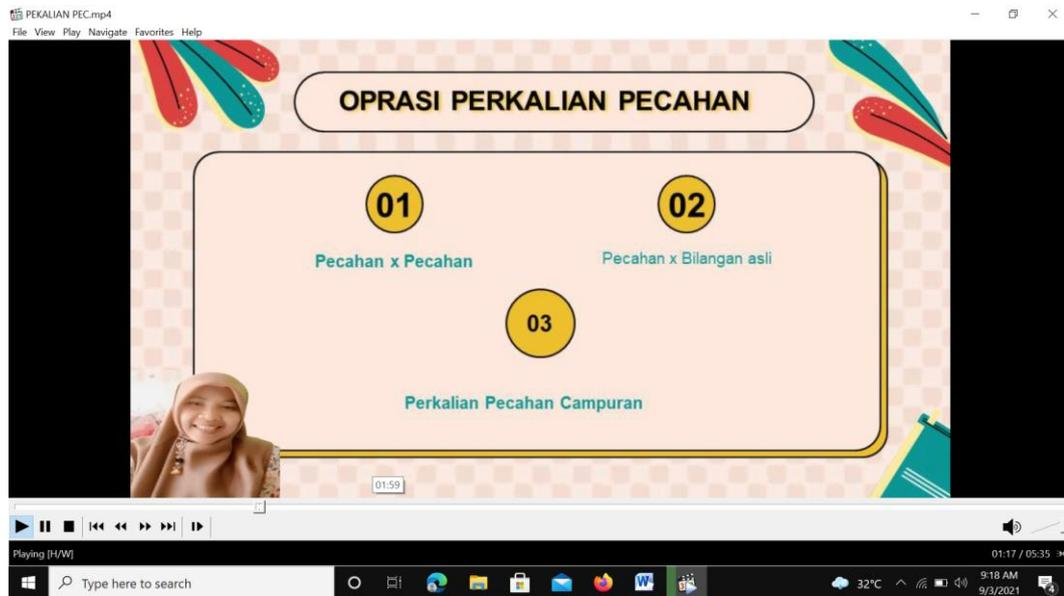 PEKALIAN PEC.mp4
File View Play Navigate Favorites Help
OPRASI PERKALIAN PECAHAN
01
02
Pecahan x Pecahan
Pecahan x Bilangan asli
03
Perkalian Pecahan Campuran
01:59
Playing [H/W]
01:17 / 05:35
Type here to search
32°C
9:18 AM
9/3/2021
4